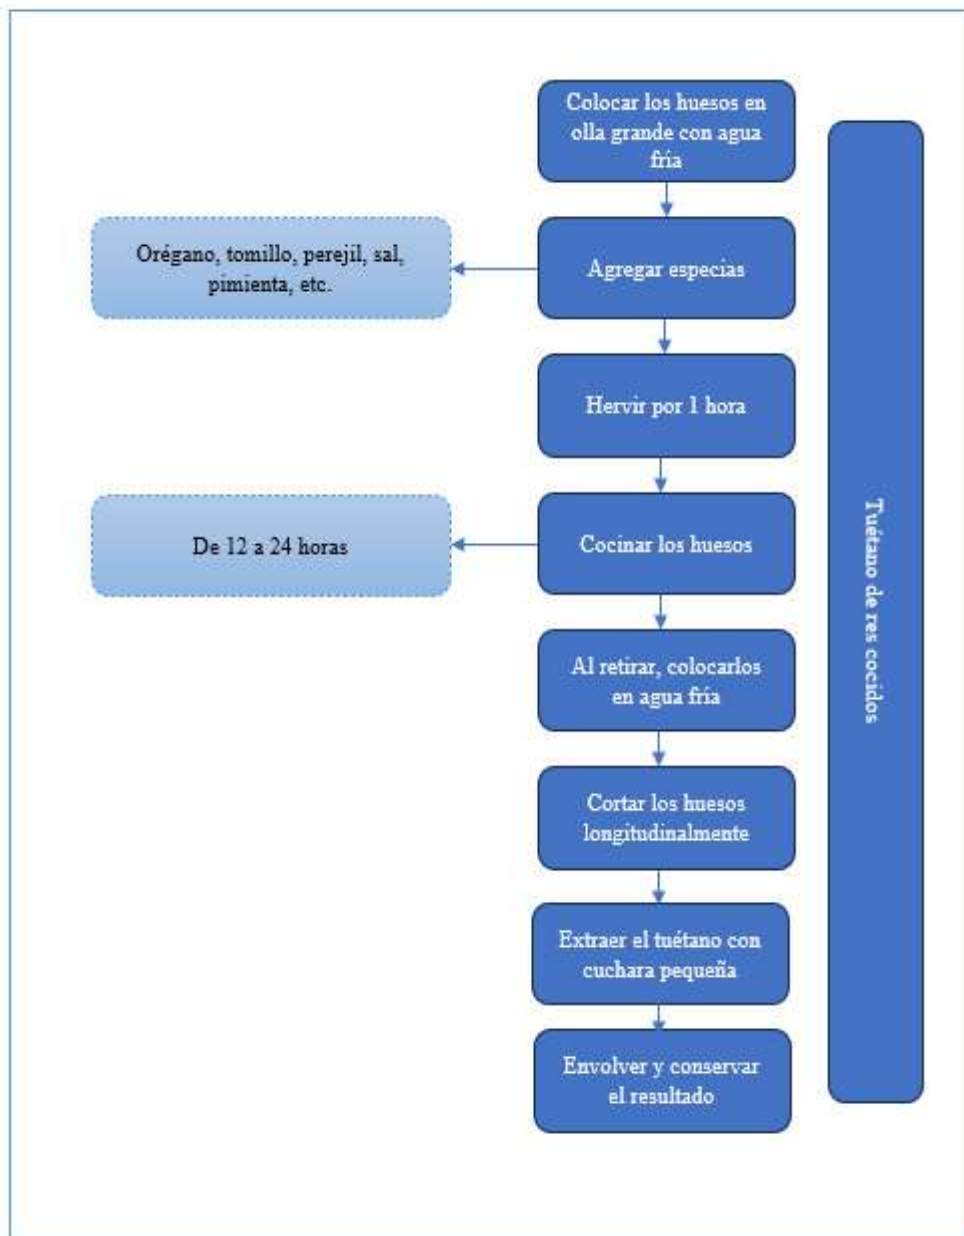 Colocar los huesos en
olla grande con agua
fría
Orégano, tomillo, perejil, sal,
pimienta, etc.
Agregar especias
Hervir por 1 hora
De 12 a 24 horas
Cocinar los huesos
Al retirar, colocarlos
en agua fría
Cortar los huesos
longitudinalmente
Extraer el tuétano con
cuchara pequeña
Envolver y conservar
el resultado
Tuétano de res cocidos